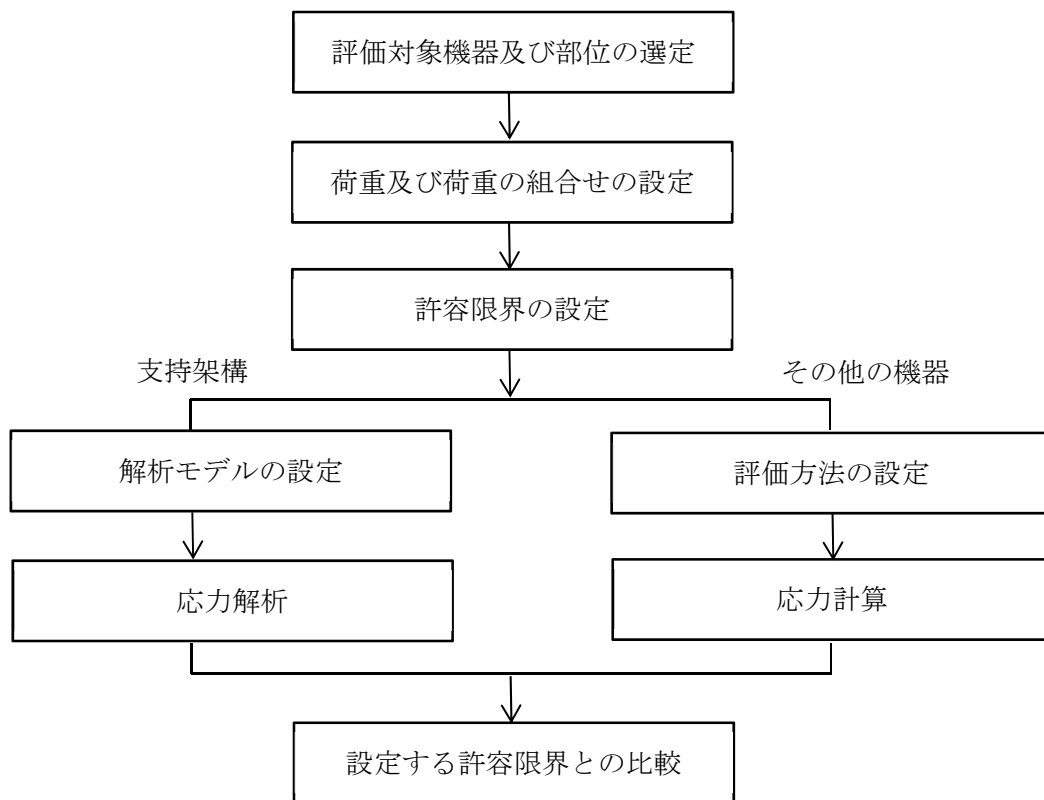 評価対象機器及び部位の選定
荷重及び荷重の組合せの設定
許容限界の設定
支持架構
その他の機器
解析モデルの設定
評価方法の設定
応力解析
応力計算
設定する許容限界との比較